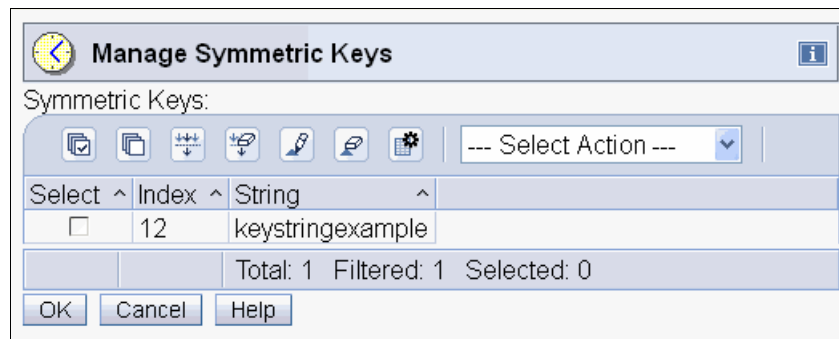 Manage Symmetric Keys
i
Symmetric Keys:
--- Select Action ---
Select ^ Index ^ String ^
12 keystringexample
Total: 1 Filtered: 1 Selected: 0
OK Cancel Help